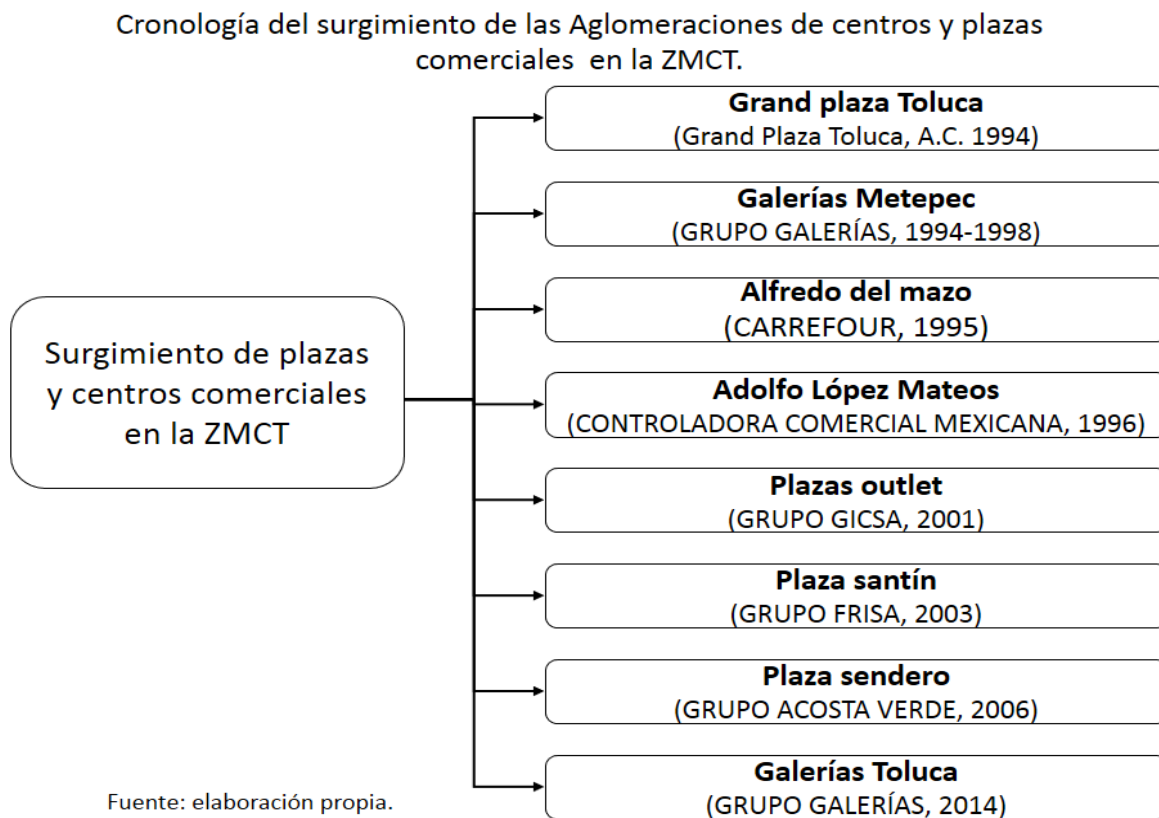 Cronología del surgimiento de las Aglomeraciones de centros y plazas
comerciales en la ZMCT.
Surgimiento de plazas
y centros comerciales
en la ZMCT
Grand plaza Toluca
(Grand Plaza Toluca, A.C. 1994)
Galerías Metepec
(GRUPO GALERÍAS, 1994-1998)
Alfredo del mazo
(CARREFOUR, 1995)
Adolfo López Mateos
(CONTROLADORA COMERCIAL MEXICANA, 1996)
Plazas outlet
(GRUPO GICSA, 2001)
Plaza santín
(GRUPO FRISA, 2003)
Plaza sendero
(GRUPO ACOSTA VERDE, 2006)
Galerías Toluca
(GRUPO GALERÍAS, 2014)
Fuente: elaboración propia.